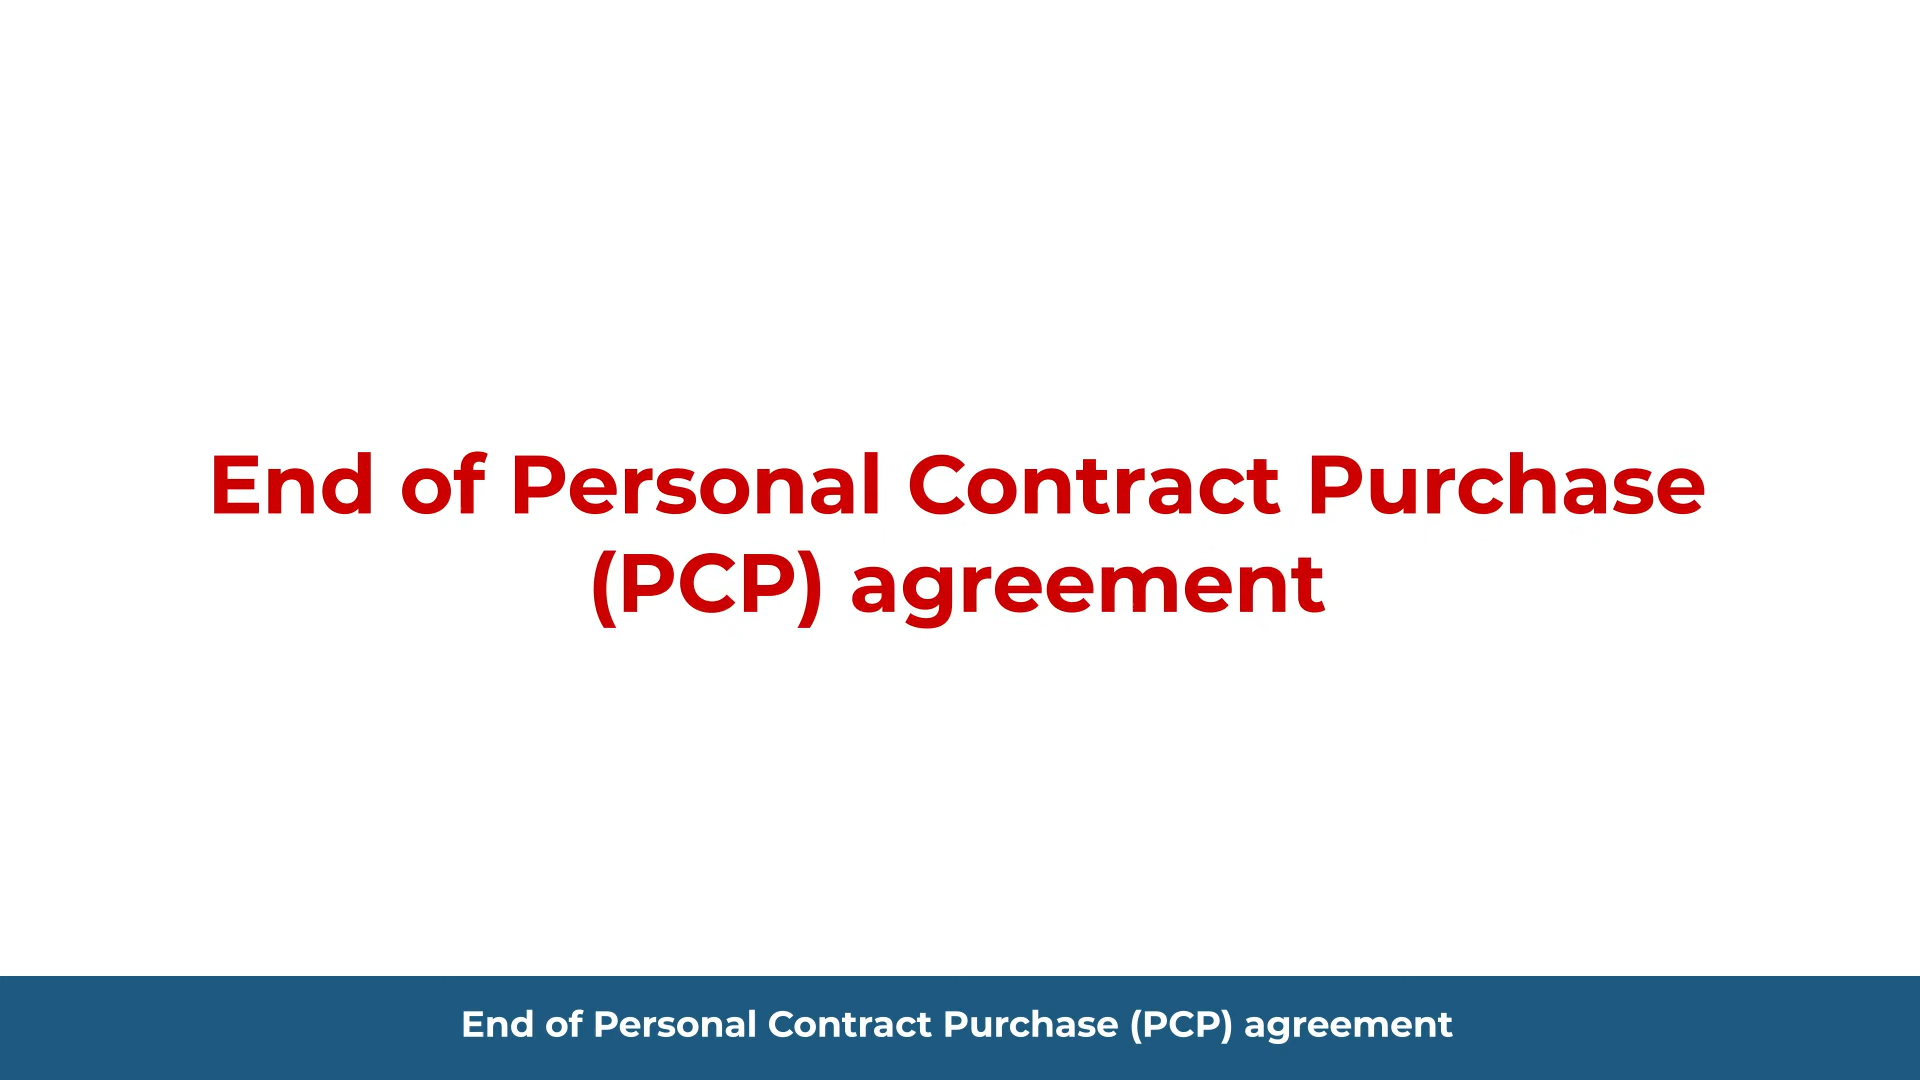 End of Personal Contract Purchase
(PCP) agreement
End of Personal Contract Purchase (PCP) agreement